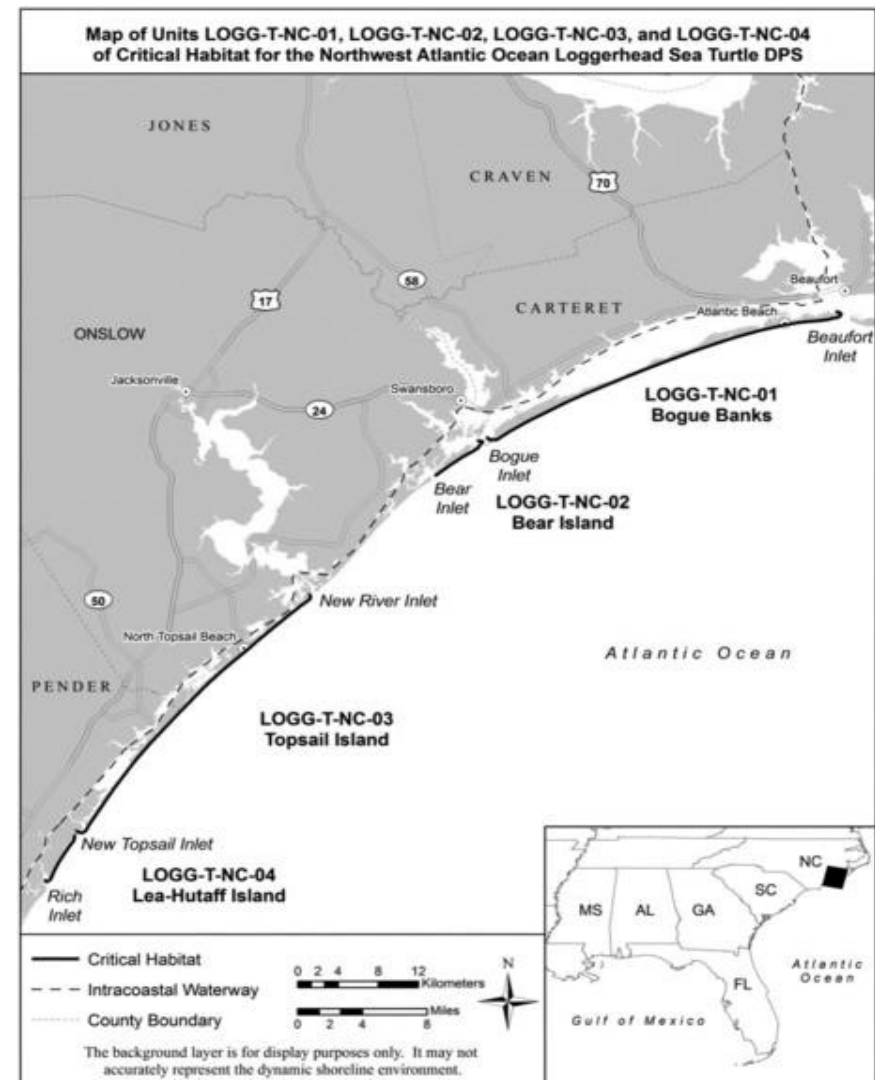 Map of Units LOGG-T-NC-01, LOGG-T-NC-02, LOGG-T-NC-03, and LOGG-T-NC-04
of Critical Habitat for the Northwest Atlantic Ocean Loggerhead Sea Turtle DPS
JONES
CRAVEN
70
58
17
Beaufort
CARTERET
Atlantic Beach
ONSLOW
Beaufort
Inlet
Jacksonville
Swansboro
LOGG-T-NC-01
Bogue Banks
24
Bogue
Inlet
Bear
Inlet
LOGG-T-NC-02
Bear Island
50
New River Inlet
North Topsail Beach
Atlantic Ocean
PENDER
LOGG-T-NC-03
Topsail Island
New Topsail Inlet
LOGG-T-NC-04
Lea-Hutaff Island
Rich
Inlet
NC
SC
MS
AL
GA
FL
Atlantic
Ocean
Gulf of Mexico
Critical Habitat
Intracoastal Waterway
County Boundary
0 2 4 8 12
Kilometers
Miles
0 2 4 8
N
The background layer is for display purposes only. It may not
accurately represent the dynamic shoreline environment.